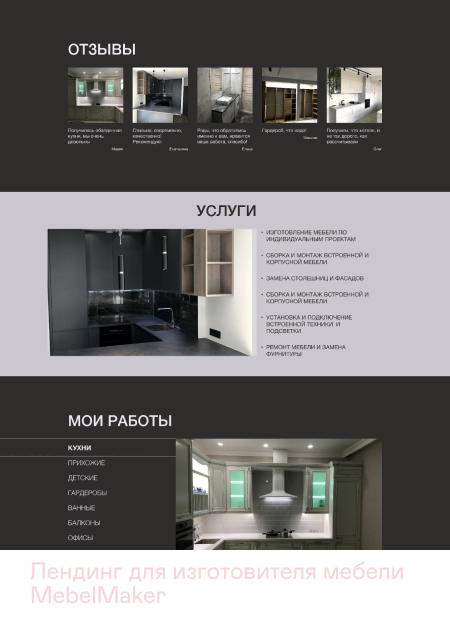 ОТЗЫВЫ
Получилась обалденная
кухня, мы очень
довольны
Мария
Стильно, современно,
качественно!
Рекомендую!
Екатерина
Рады, что обратились
именно к вам, нравится
ваша работа, спасибо!
Елена
Гардероб, что надо!
Получили, что хотели, и
не так дорого, как
рассчитывали
Олег
УСЛУГИ
• ИЗГОТОВЛЕНИЕ МЕБЕЛИ ПО
ИНДИВИДУАЛЬНЫМ ПРОЕКТАМ
• СБОРКА И МОНТАЖ ВСТРОЕННОЙ И
КОРПУСНОЙ МЕБЕЛИ
• ЗАМЕНА СТОЛЕШНИЦ И ФАСАДОВ
• СБОРКА И МОНТАЖ ВСТРОЕННОЙ И
КОРПУСНОЙ МЕБЕЛИ
• УСТАНОВКА И ПОДКЛЮЧЕНИЕ
ВСТРОЕННОЙ ТЕХНИКИ И
ПОДСВЕТКИ
• РЕМОНТ МЕБЕЛИ И ЗАМЕНА
ФУРНИТУРЫ
МОИ РАБОТЫ
КУХНИ
ПРИХОЖИЕ
ДЕТСКИЕ
ГАРДЕРОБЫ
ВАННЫЕ
БАЛКОНЫ
ОФИСЫ
Лендинг для изготовителя мебели
MebelMaker